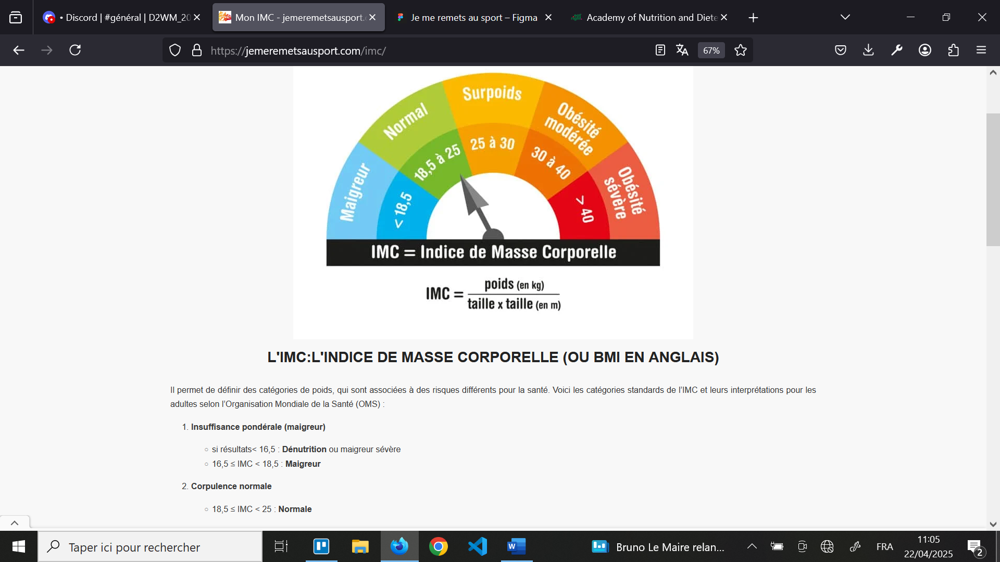 • Discord | #général | D2WM_20
Mon IMC - jemeremetsausport.
Je me remets au sport – Figma
Academy of Nutrition and Diete
https://jemeremetsausport.com/imc/
67%
Maigreur
Normal
Surpoids
Obésité modérée
Obésité sévère
< 18,5
18,5 à 25
25 à 30
30 à 40
> 40
IMC = Indice de Masse Corporelle
IMC = poids (en kg)
taille x taille (en m)
L'IMC:L'INDICE DE MASSE CORPORELLE (OU BMI EN ANGLAIS)
Il permet de définir des catégories de poids, qui sont associées à des risques différents pour la santé. Voici les catégories standards de l’IMC et leurs interprétations pour les
adultes selon l’Organisation Mondiale de la Santé (OMS) :
1. Insuffisance pondérale (maigreur)
○ si résultats< 16,5 : Dénutrition ou maigreur sévère
○ 16,5 ≤ IMC < 18,5 : Maigreur
2. Corpulence normale
○ 18,5 ≤ IMC < 25 : Normale
Taper ici pour rechercher
Bruno Le Maire relan...
FRA
11:05
22/04/2025
2